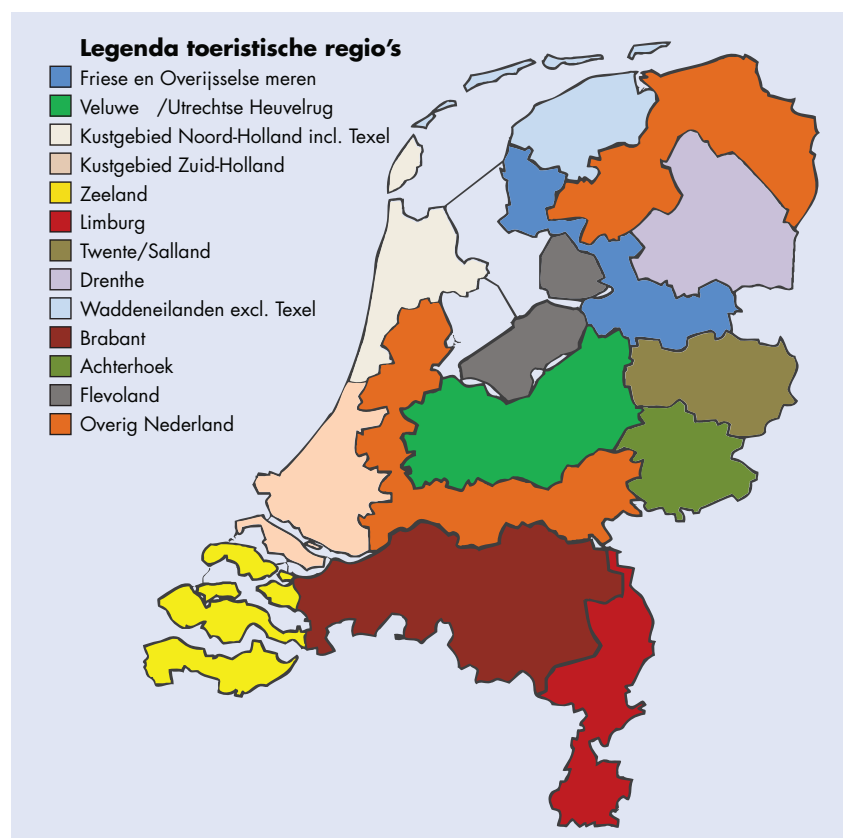 Legenda toeristische regio's
Friese en Overijsselse meren
Veluwe /Utrechtse Heuvelrug
Kustgebied Noord-Holland incl. Texel
Kustgebied Zuid-Holland
Zeeland
Limburg
Twente/Salland
Drenthe
Waddeneilanden excl. Texel
Brabant
Achterhoek
Flevoland
Overig Nederland